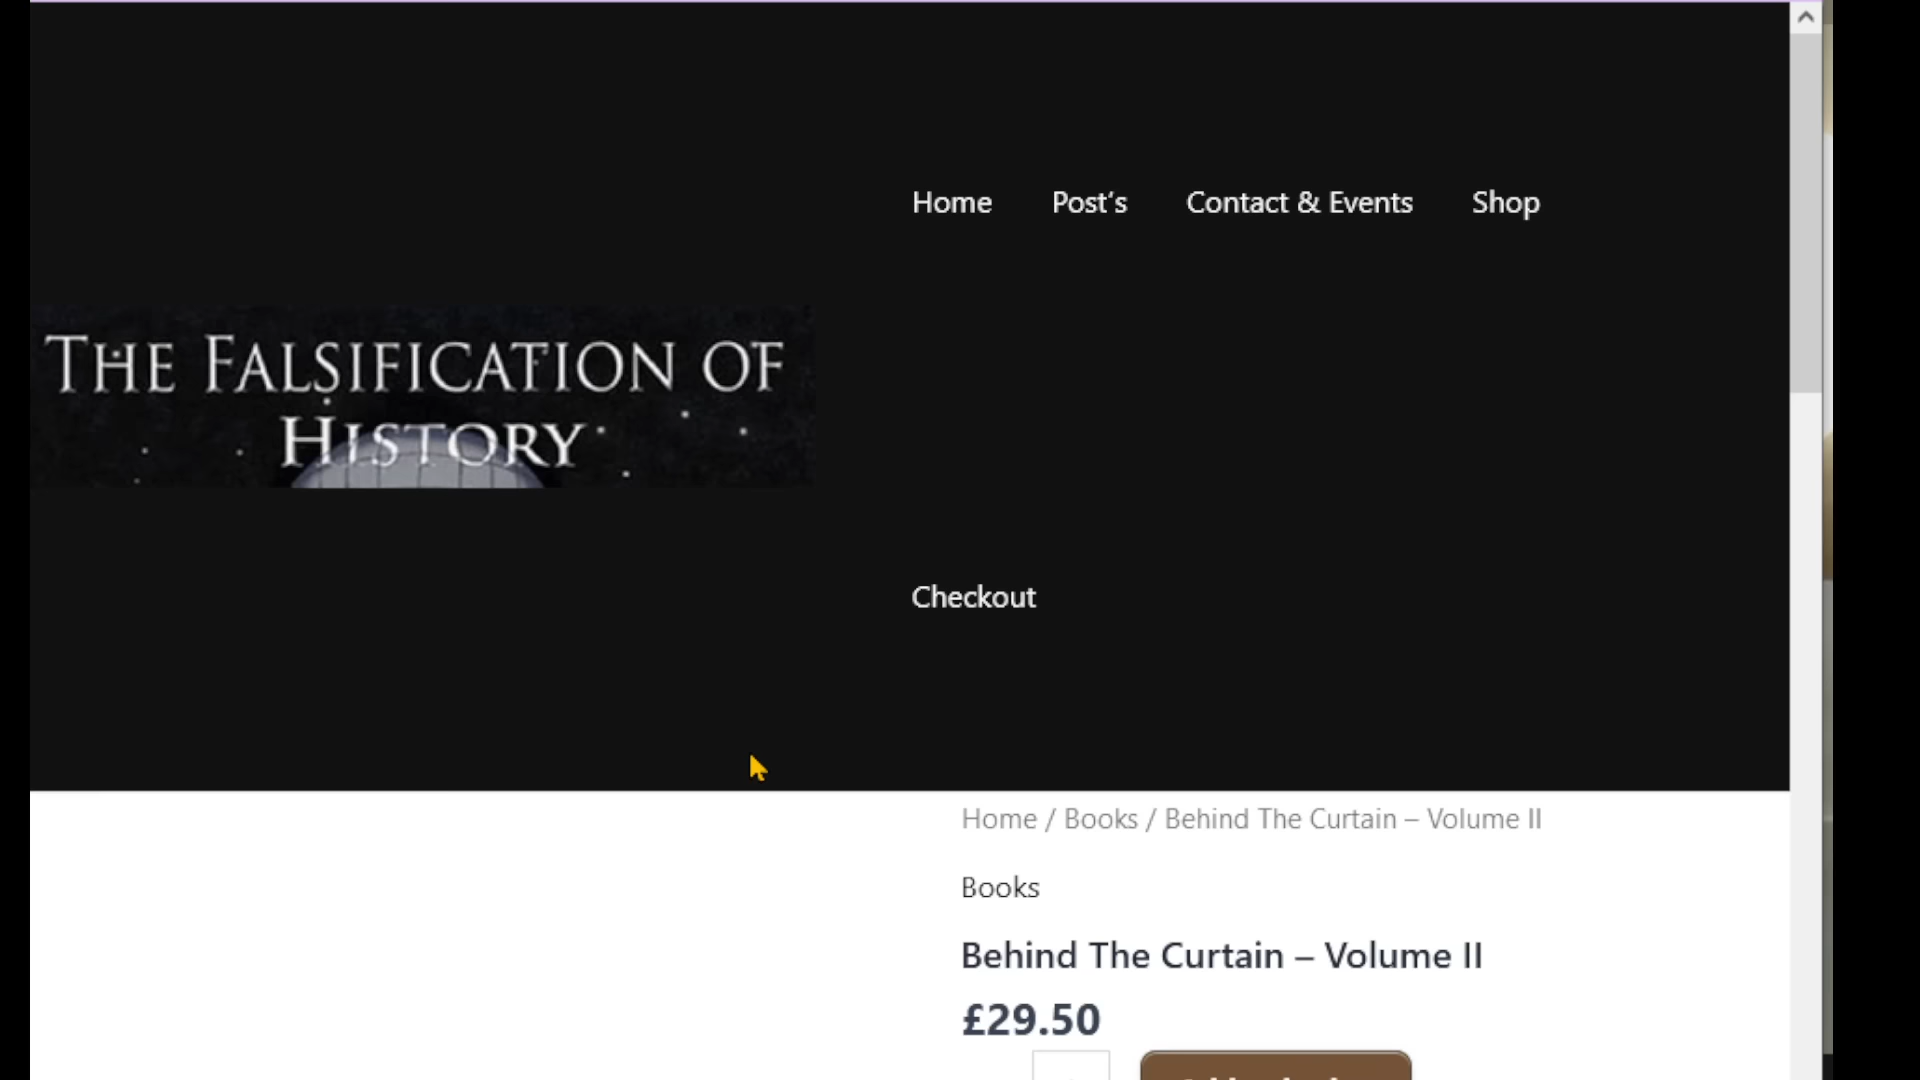 Home Post's Contact & Events Shop
THE FALSIFICATION OF
HISTORY
Checkout
Home / Books / Behind The Curtain – Volume II
Books
Behind The Curtain – Volume II
£29.50